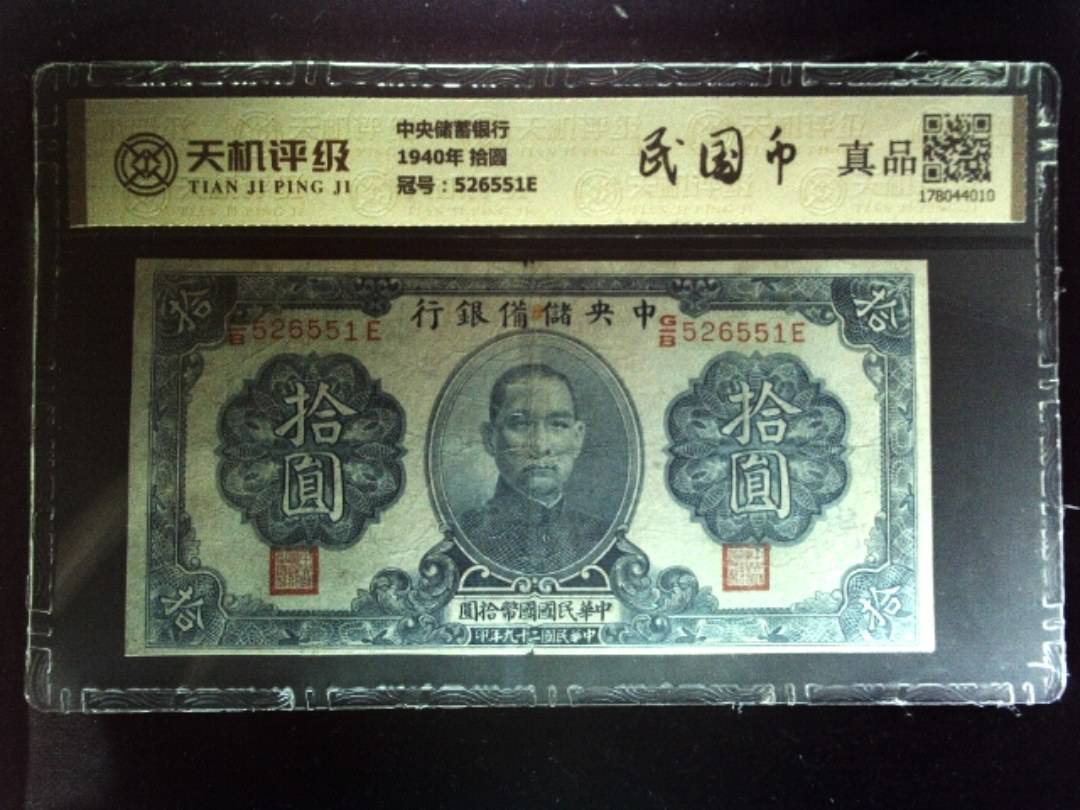 天机评级
TIAN JI PING JI
中央储蓄银行
1940年 拾圆
冠号：526551E
民国币
真品
178044010
行銀備儲央中
G/B 526551E
拾
拾
拾圓
拾圓
圓拾幣國國民華中
印年九十二國民華中
拾
拾